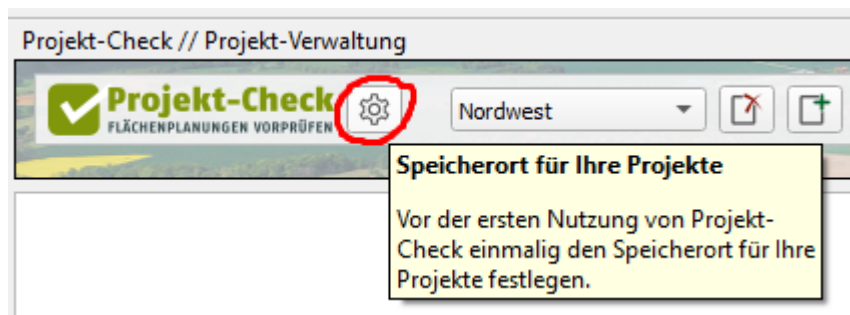 Projekt-Check // Projekt-Verwaltung
Projekt-Check
FLÄCHENPLANUNGEN VORPRÜFEN
Nordwest
Speicherort für Ihre Projekte
Vor der ersten Nutzung von Projekt-
Check einmalig den Speicherort für Ihre
Projekte festlegen.